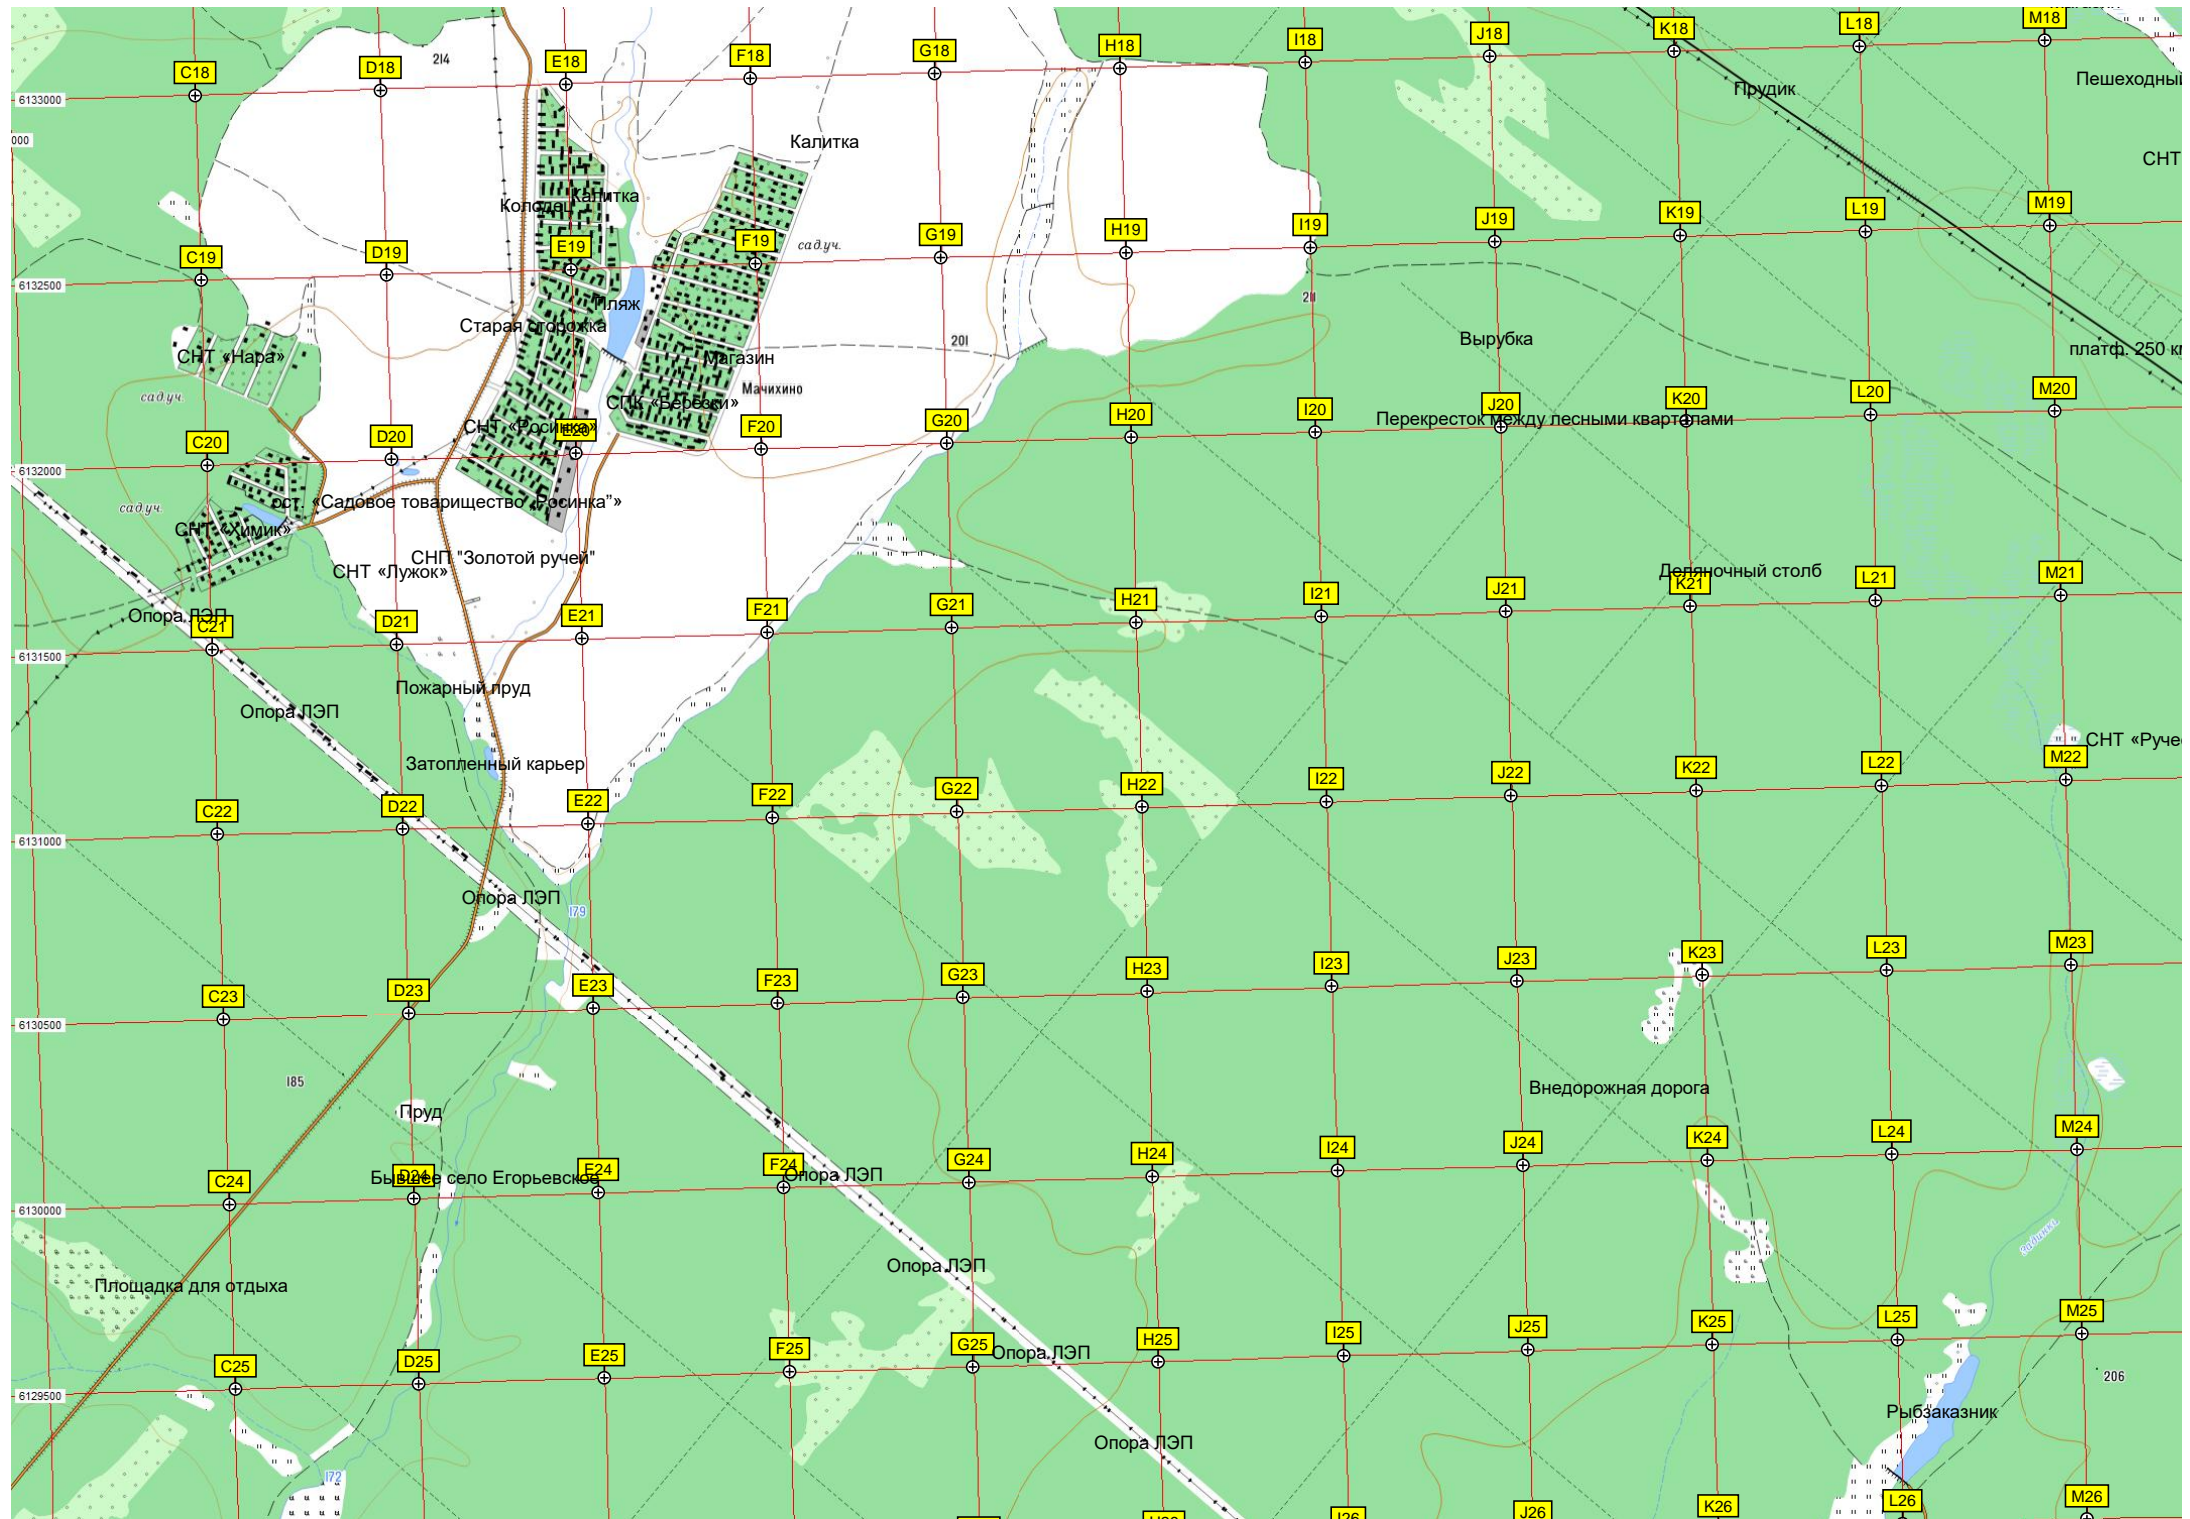 M18
L18
K18
J18
I18
H18
G18
F18
E18
D18
C18
214
6133000
000
Прудик
Пешеходный
Калитка
СНТ
Калитка
Колодец
M19
L19
K19
J19
I19
H19
G19
F19
E19
D19
C19
сад.уч.
6132500
211
Пляж
Старая сторожка
201
Вырубка
платф. 250 км
СНТ «Нара»
Магазин
Мачихино
сад.уч.
СПК «Берёзки»
M20
L20
K20
J20
I20
H20
G20
F20
E20
D20
C20
Перекресток между лесными кварталами
СНТ «Росинка»
6132000
ост. «Садовое товарищество „Росинка”»
сад.уч.
СНТ «Химик»
СНП "Золотой ручей"
СНТ «Лужок»
Деляночный столб
M21
L21
K21
J21
I21
H21
G21
F21
E21
D21
C21
Опора ЛЭП
6131500
Пожарный пруд
Опора ЛЭП
СНТ «Ручеё
Затопленный карьер
M22
L22
K22
J22
I22
H22
G22
F22
E22
D22
C22
6131000
Опора ЛЭП
179
M23
L23
K23
J23
I23
H23
G23
F23
E23
D23
C23
6130500
185
Внедорожная дорога
Пруд
M24
L24
K24
J24
I24
H24
G24
F24
E24
D24
C24
Опора ЛЭП
Бывшее село Егорьевское
6130000
Опора ЛЭП
Площадка для отдыха
M25
L25
K25
J25
I25
H25
G25
F25
E25
D25
C25
Опора ЛЭП
206
6129500
Рыбзаказник
Опора ЛЭП
172
M26
L26
K26
J26
I26